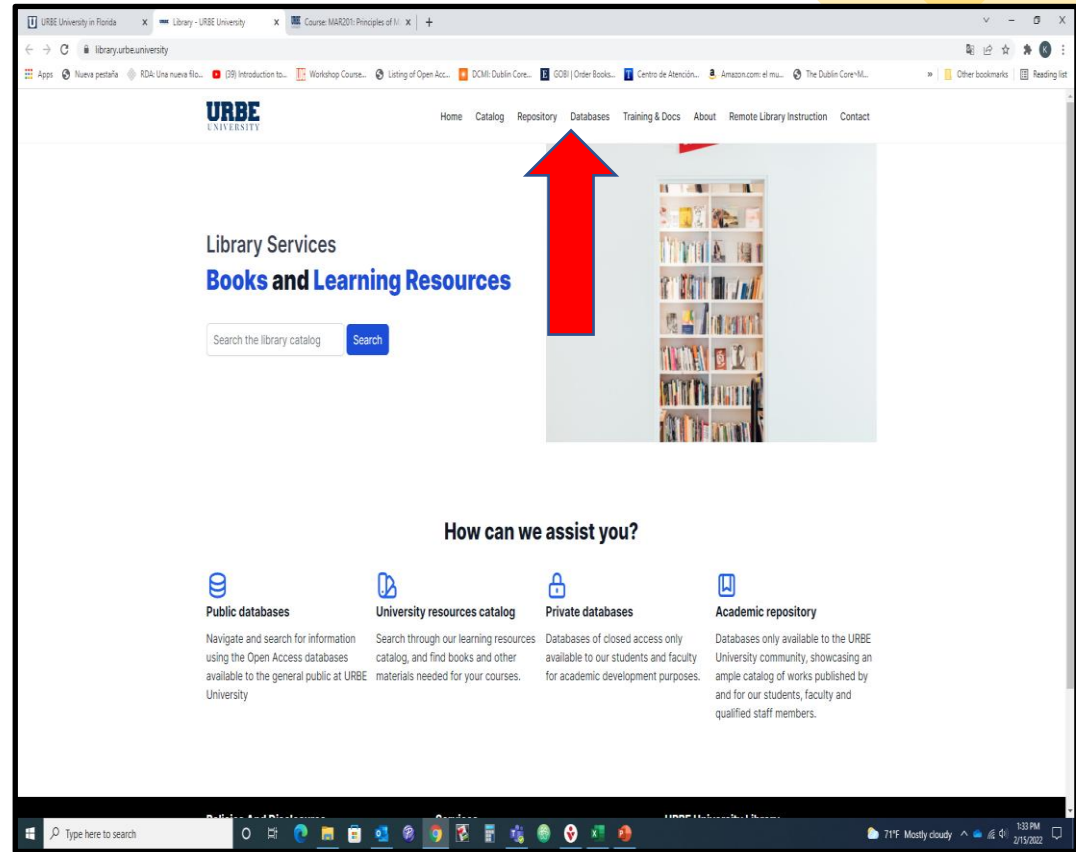 URBE University in Florida
Library - URBE University
Course: MAR201: Principles of M
library.urbe.university
Apps
Nueva pestaña
RDA: Una nueva filo...
(39) Introduction to...
Workshop Course...
Listing of Open Acc...
DCMI: Dublin Core...
GOBI | Order Books...
Centro de Atención...
Amazon.com: el mu...
The Dublin Core™M...
»
Other bookmarks
Reading list
URBE
UNIVERSITY
Home Catalog Repository Databases Training & Docs About Remote Library Instruction Contact
Library Services
Books and Learning Resources
Search the library catalog
Search
How can we assist you?
Public databases
Navigate and search for information
using the Open Access databases
available to the general public at URBE
University
University resources catalog
Search through our learning resources
catalog, and find books and other
materials needed for your courses.
Private databases
Databases of closed access only
available to our students and faculty
for academic development purposes.
Academic repository
Databases only available to the URBE
University community, showcasing an
ample catalog of works published by
and for our students, faculty and
qualified staff members.
Type here to search
71°F Mostly cloudy
1:33 PM
2/15/2022